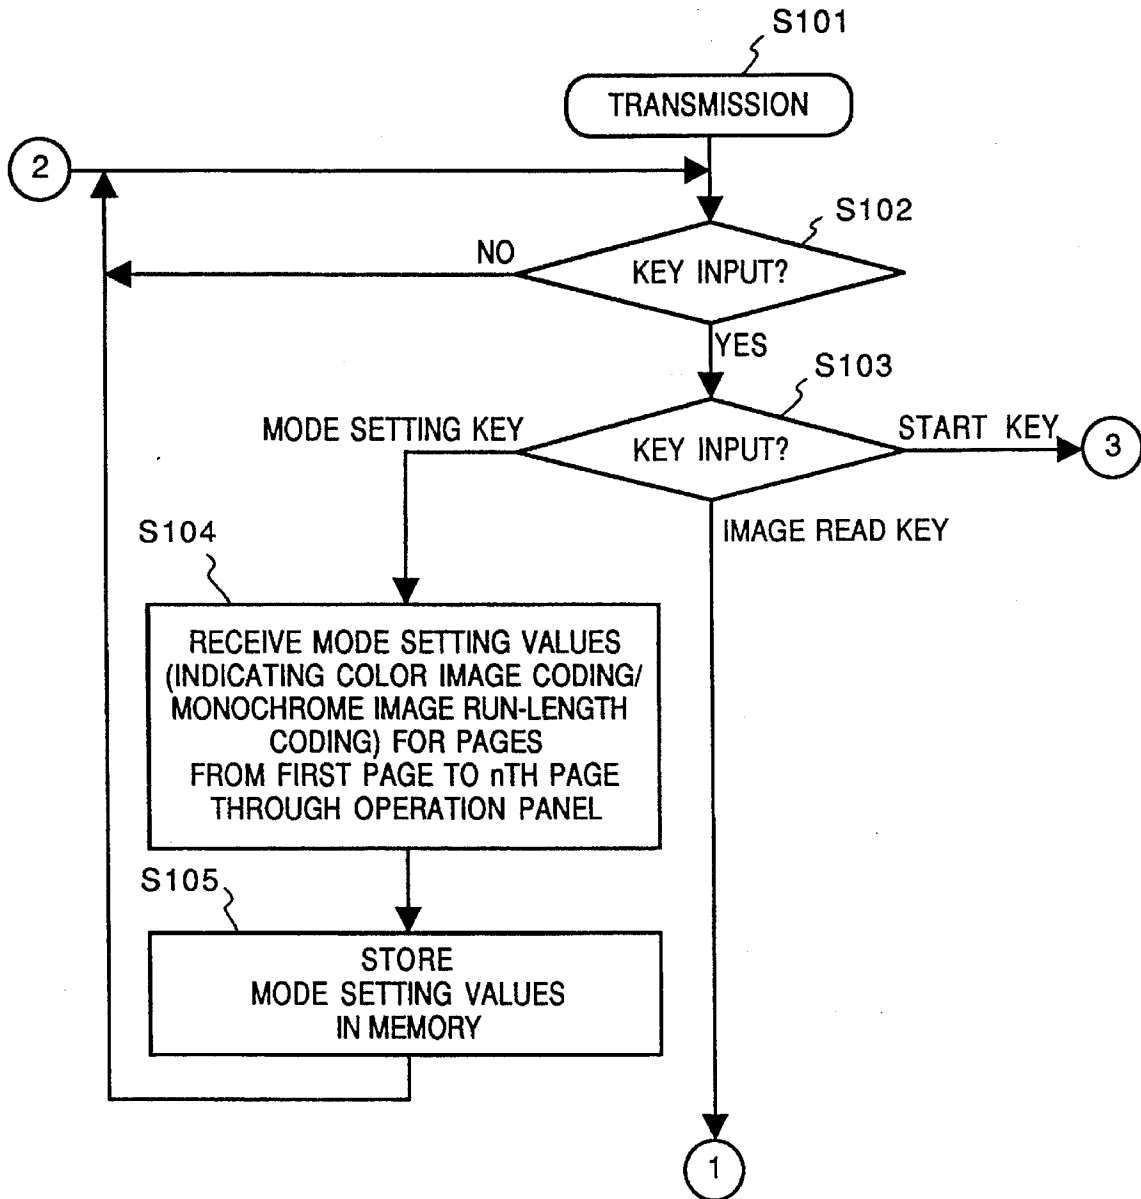 S101
TRANSMISSION
2
S102
NO
KEY INPUT?
YES
S103
MODE SETTING KEY
KEY INPUT?
START KEY
3
IMAGE READ KEY
S104
RECEIVE MODE SETTING VALUES
(INDICATING COLOR IMAGE CODING/
MONOCHROME IMAGE RUN-LENGTH
CODING) FOR PAGES
FROM FIRST PAGE TO nTH PAGE
THROUGH OPERATION PANEL
S105
STORE
MODE SETTING VALUES
IN MEMORY
1